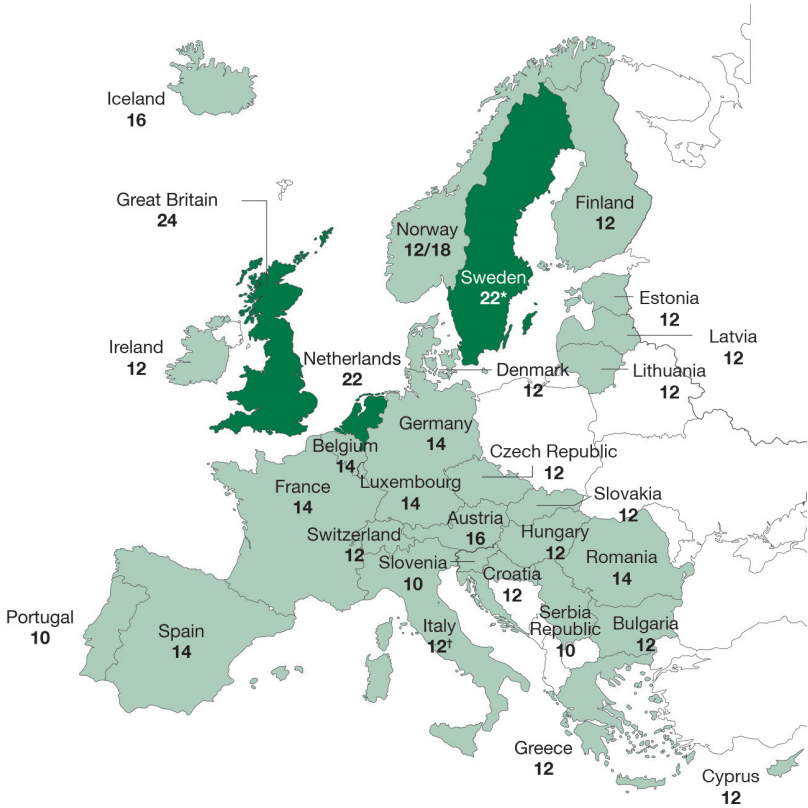 Iceland
16
Great Britain
24
Finland
12
Norway
12/18
Sweden
22*
Estonia
12
Latvia
12
Ireland
12
Netherlands
22
Denmark
12
Lithuania
12
Germany
14
Belgium
14
Czech Republic
12
France
14
Luxembourg
14
Slovakia
12
Austria
16
Switzerland
12
Hungary
12
Romania
14
Slovenia
10
Croatia
12
Portugal
10
Spain
14
Italy
12†
Serbia
Republic
10
Bulgaria
12
Greece
12
Cyprus
12